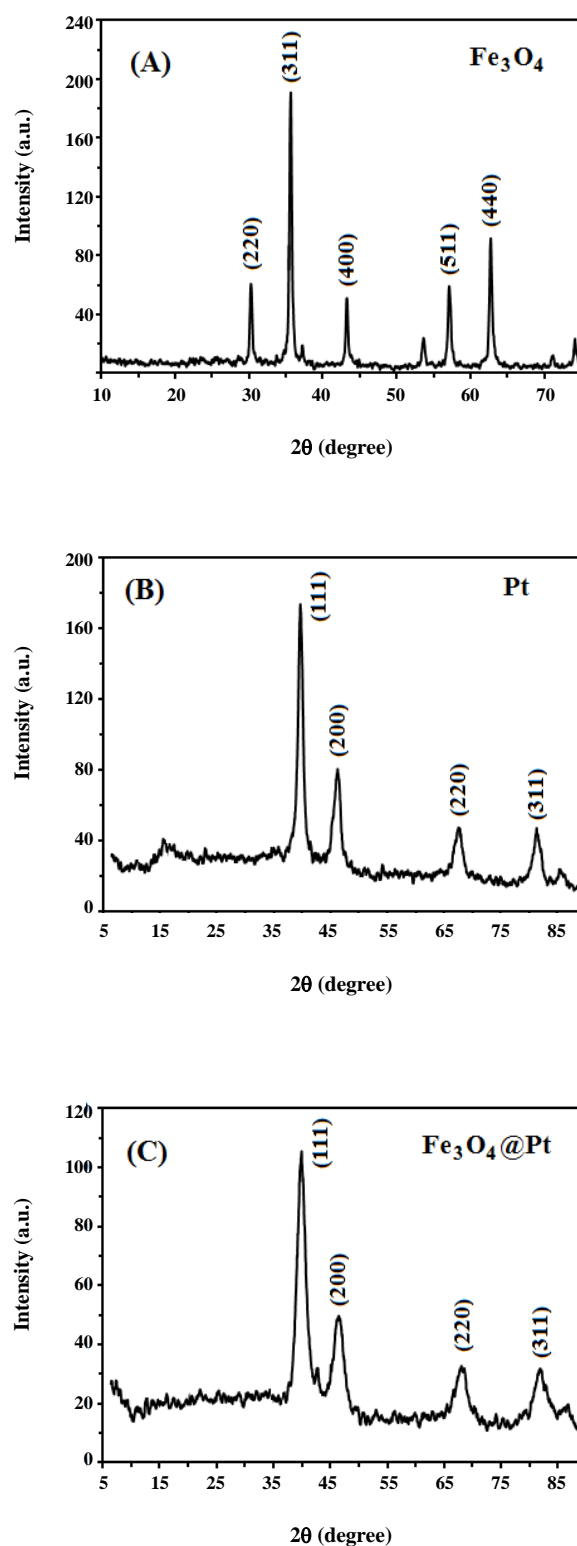 240
(A)
Fe3O4
(311)
200
160
Intensity (a.u.)
120
(220)
(400)
(511)
(440)
80
40
10 20 30 40 50 60 70
2θ (degree)
200
(B)
Pt
(111)
160
Intensity (a.u.)
120
(200)
(220)
(311)
80
40
0
5 15 25 35 45 55 65 75 85
2θ (degree)
120
(C)
Fe3O4@Pt
(111)
100
Intensity (a.u.)
80
(200)
(220)
(311)
60
40
20
0
5 15 25 35 45 55 65 75 85
2θ (degree)